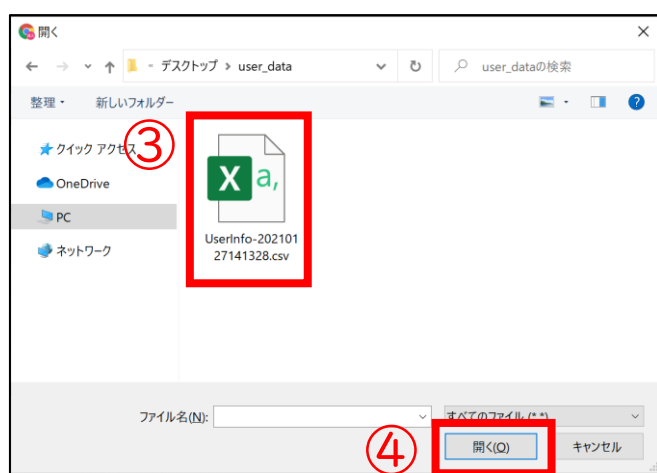 開く
- デスクトップ > user_data
user_dataの検索
整理
新しいフォルダー
③
クイック アクセス
OneDrive
PC
ネットワーク
X a,
UserInfo-20210
127141328.csv
ファイル名(N):
すべてのファイル (*.*)
④
開く(O)
キャンセル